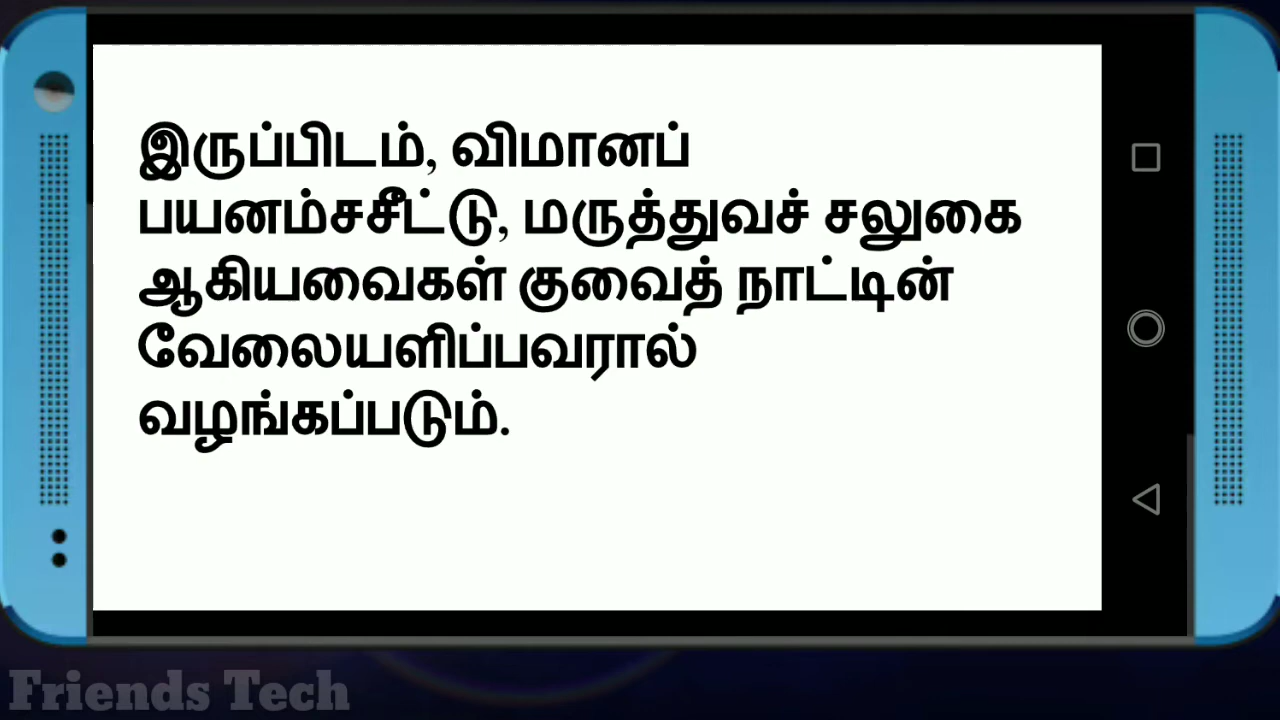 இருப்பிடம், விமானப்
பயனம்சசீட்டு, மருத்துவச் சலுகை
ஆகியவைகள் குவைத் நாட்டின்
வேலையளிப்பவரால்
வழங்கப்படும்.
Friends Tech